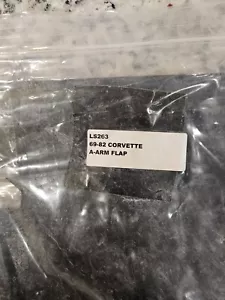 LS263
69-82 CORVETTE
A-ARM FLAP